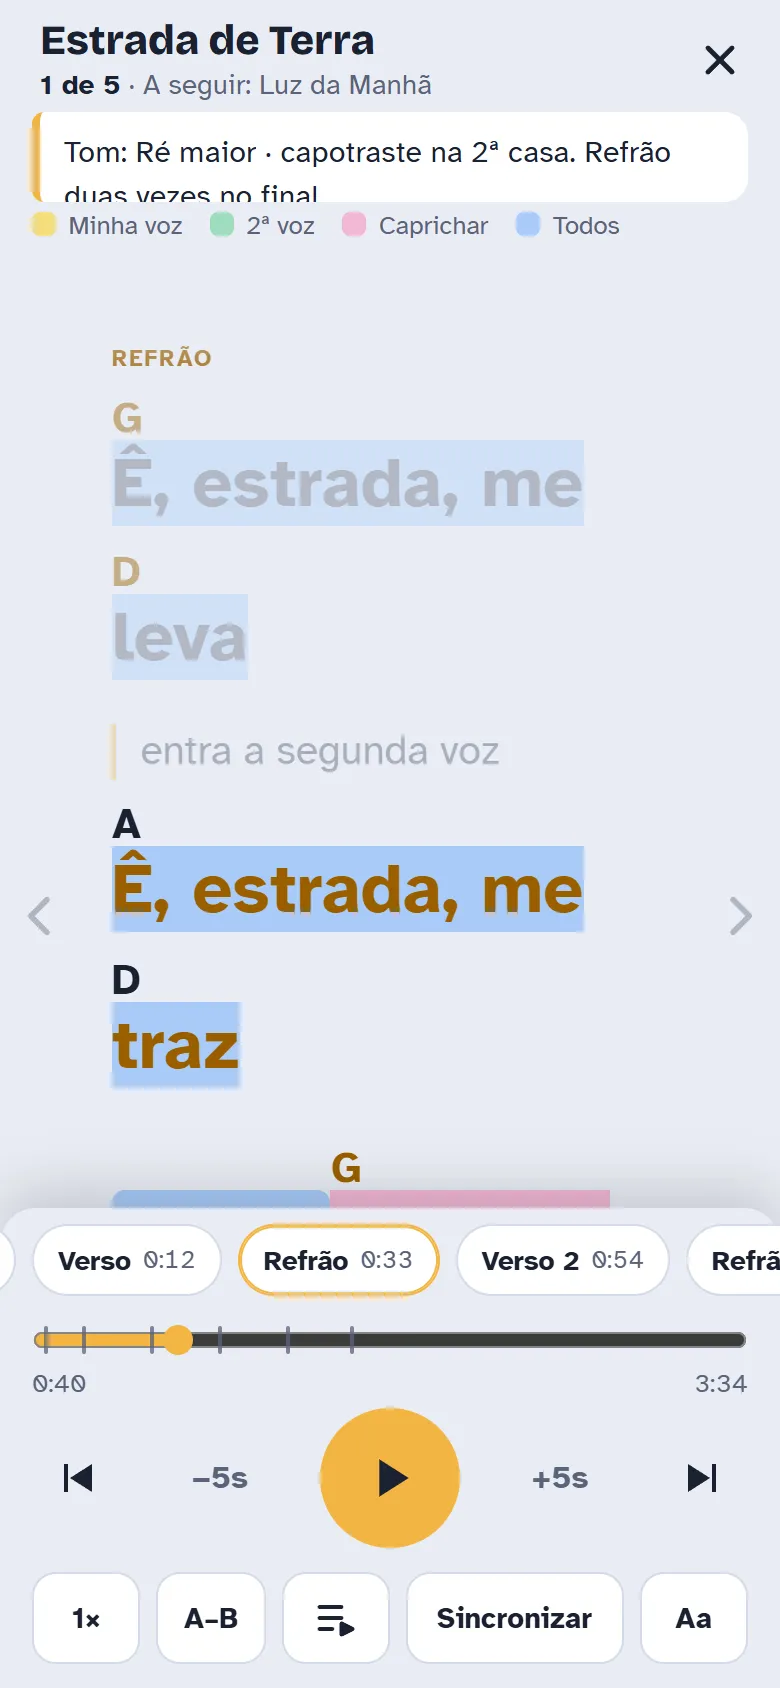 Estrada de Terra
1 de 5 · A seguir: Luz da Manhã
Tom: Ré maior · capotraste na 2ª casa. Refrão
duas vezes no final
Minha voz 2ª voz Caprichar Todos
REFRÃO
G
Ê, estrada, me
D
leva
entra a segunda voz
A
Ê, estrada, me
D
traz
G
Verso 0:12 Refrão 0:33 Verso 2 0:54 Refrã
0:40 3:34
–5s +5s
1× A–B Sincronizar Aa